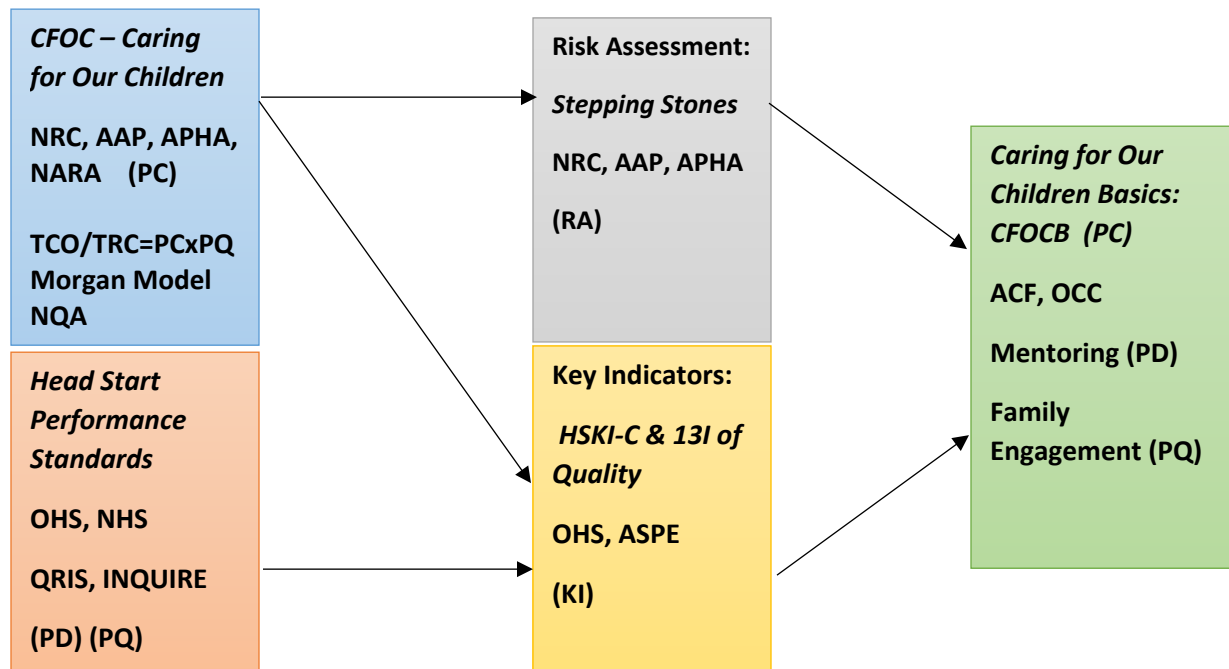 CFOC – Caring
for Our Children
NRC, AAP, APHA,
NARA (PC)
TCO/TRC=PCxPQ
Morgan Model
NQA
Head Start
Performance
Standards
OHS, NHS
QRIS, INQUIRE
(PD) (PQ)
Risk Assessment:
Stepping Stones
NRC, AAP, APHA
(RA)
Key Indicators:
HSKI-C & 13I of
Quality
OHS, ASPE
(KI)
Caring for Our
Children Basics:
CFOCB (PC)
ACF, OCC
Mentoring (PD)
Family
Engagement (PQ)